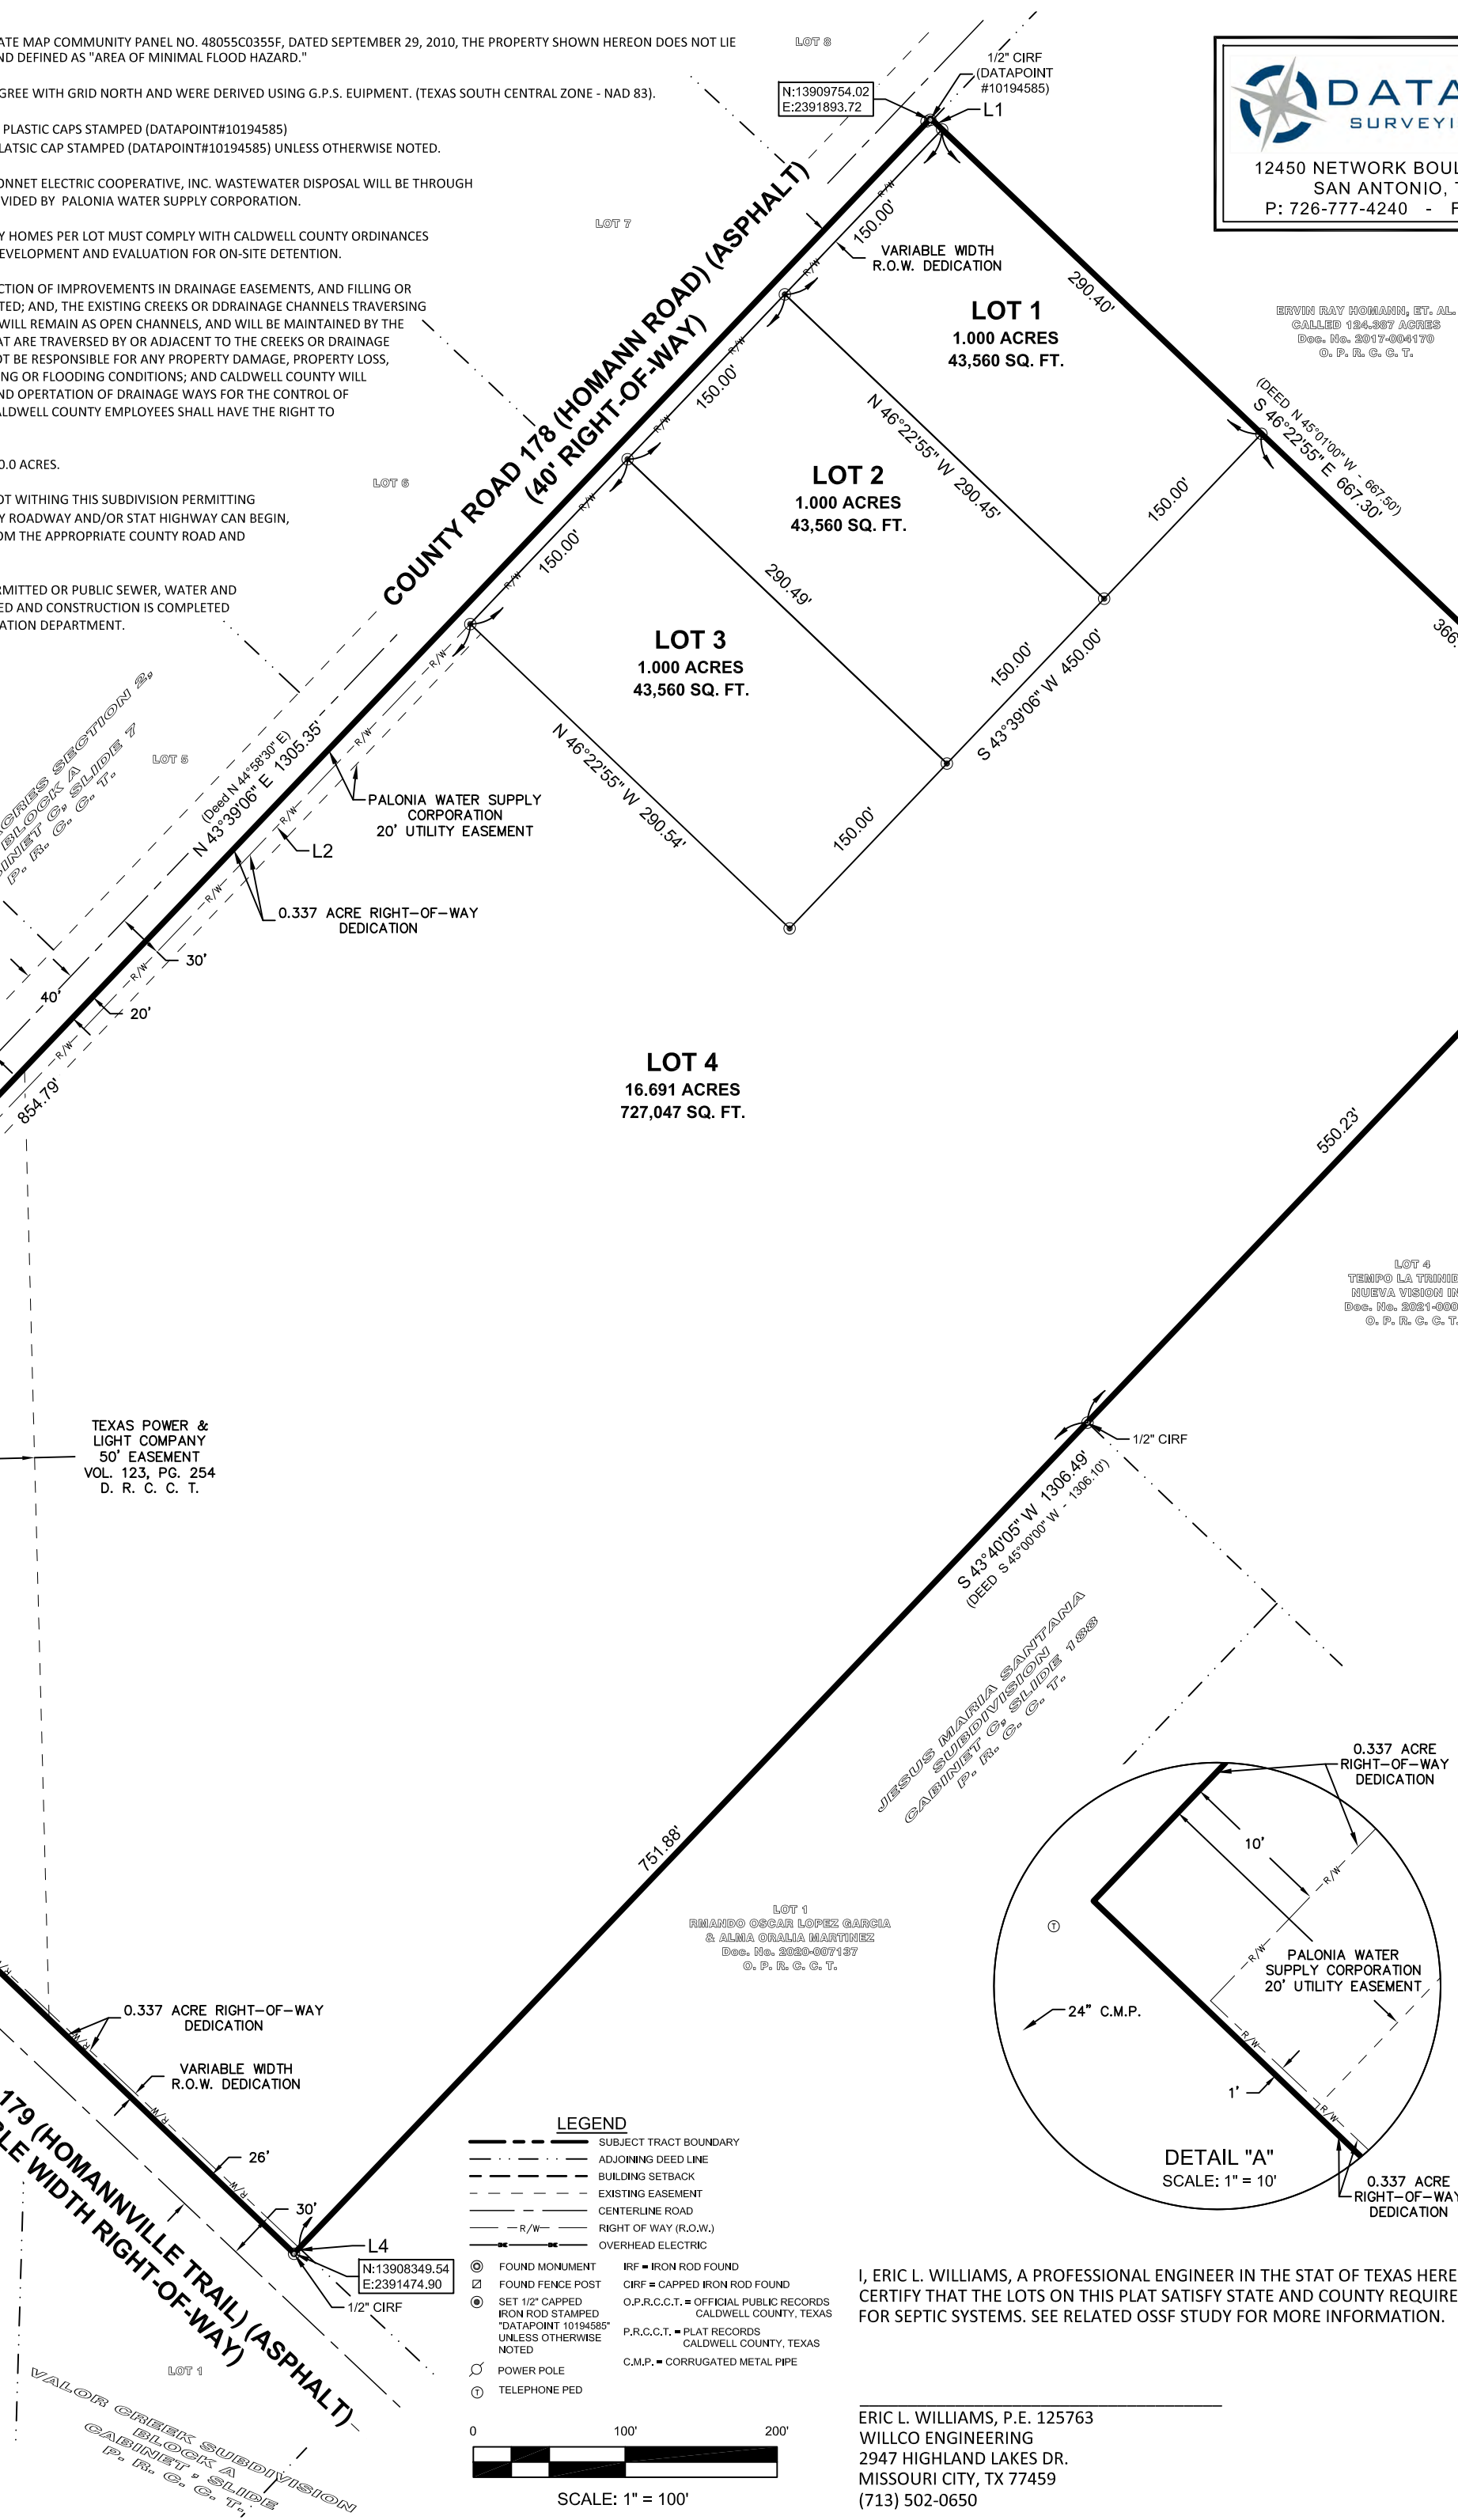 ATE MAP COMMUNITY PANEL NO. 48055C0355F, DATED SEPTEMBER 29, 2010, THE PROPERTY SHOWN HEREON DOES NOT LIE
ND DEFINED AS "AREA OF MINIMAL FLOOD HAZARD."
GREE WITH GRID NORTH AND WERE DERIVED USING G.P.S. EUIPMENT. (TEXAS SOUTH CENTRAL ZONE - NAD 83).
PLASTIC CAPS STAMPED (DATAPOINT#10194585)
LATSIC CAP STAMPED (DATAPOINT#10194585) UNLESS OTHERWISE NOTED.
ONNET ELECTRIC COOPERATIVE, INC. WASTEWATER DISPOSAL WILL BE THROUGH
VIDED BY PALONIA WATER SUPPLY CORPORATION.
Y HOMES PER LOT MUST COMPLY WITH CALDWELL COUNTY ORDINANCES
EVELOPMENT AND EVALUATION FOR ON-SITE DETENTION.
CTION OF IMPROVEMENTS IN DRAINAGE EASEMENTS, AND FILLING OR
TED; AND, THE EXISTING CREEKS OR DDRAINAGE CHANNELS TRAVERSING
WILL REMAIN AS OPEN CHANNELS, AND WILL BE MAINTAINED BY THE
AT ARE TRAVERSED BY OR ADJACENT TO THE CREEKS OR DRAINAGE
OT BE RESPONSIBLE FOR ANY PROPERTY DAMAGE, PROPERTY LOSS,
NG OR FLOODING CONDITIONS; AND CALDWELL COUNTY WILL
ND OPERTATION OF DRAINAGE WAYS FOR THE CONTROL OF
ALDWELL COUNTY EMPLOYEES SHALL HAVE THE RIGHT TO
0.0 ACRES.
OT WITHING THIS SUBDIVISION PERMITTING
Y ROADWAY AND/OR STAT HIGHWAY CAN BEGIN,
OM THE APPROPRIATE COUNTY ROAD AND
RMITTED OR PUBLIC SEWER, WATER AND
ED AND CONSTRUCTION IS COMPLETED
ATION DEPARTMENT.
LOT 8
1/2" CIRF
(DATAPOINT
#10194585)
N:13909754.02
E:2391893.72
L1
DATA
SURVEYI
12450 NETWORK BOUL
SAN ANTONIO, T
P: 726-777-4240 - F
LOT 7
COUNTY ROAD 178 (HOMANN ROAD) (ASPHALT)
(40' RIGHT-OF-WAY)
R/W
150.00'
VARIABLE WIDTH
R.O.W. DEDICATION
R/W
LOT 1
1.000 ACRES
43,560 SQ. FT.
290.40'
ERVIN RAY HOMANN, ET. AL.
CALLED 124.387 ACRES
Doc. No. 2017-004170
O. P. R. C. C. T.
(DEED N 45°01'00" W - 667.50')
S 46°22'55" E 667.30'
366.
R/W
150.00'
R/W
N 46°22'55" W 290.45'
LOT 2
1.000 ACRES
43,560 SQ. FT.
150.00'
LOT 6
R/W
150.00'
R/W
290.49'
LOT 3
1.000 ACRES
43,560 SQ. FT.
150.00'
S 43°39'06" W 450.00'
R/W
N 46°22'55" W 290.54'
150.00'
ACRES SECTION 2,
BLOCK A
BINET C, SLIDE 7
P. R. C. C. T.
LOT 5
(Deed N 44°58'30" E)
N 43°39'06" E 1305.35'
R/W
R/W
PALONIA WATER SUPPLY
CORPORATION
20' UTILITY EASEMENT
L2
R/W
0.337 ACRE RIGHT-OF-WAY
DEDICATION
30'
R/W
40'
20'
R/W
854.79'
LOT 4
16.691 ACRES
727,047 SQ. FT.
550.23'
LOT 4
TEMPO LA TRINID
NUEVA VISION IN
Doc. No. 2021-000
O. P. R. C. C. T.
TEXAS POWER &
LIGHT COMPANY
50' EASEMENT
VOL. 123, PG. 254
D. R. C. C. T.
1/2" CIRF
S 43°40'05" W 1306.49'
(DEED S 45°00'00" W - 1306.10')
JESUS MARIA SANTANA
SUBDIVISION
CABINET C, SLIDE 188
P. R. C. C. T.
751.88'
LOT 1
RMANDO OSCAR LOPEZ GARCIA
& ALMA ORALIA MARTINEZ
Doc. No. 2020-007137
O. P. R. C. C. T.
0.337 ACRE
RIGHT-OF-WAY
DEDICATION
10'
R/W
R/W
T
PALONIA WATER
SUPPLY CORPORATION
20' UTILITY EASEMENT
24" C.M.P.
R/W
1'
R/W
DETAIL "A"
SCALE: 1" = 10'
0.337 ACRE
RIGHT-OF-WAY
DEDICATION
R/W
0.337 ACRE RIGHT-OF-WAY
DEDICATION
R/W
VARIABLE WIDTH
R.O.W. DEDICATION
R/W
26'
R/W
30'
179 (HOMANNVILLE TRAIL) (ASPHALT)
BLE WIDTH RIGHT-OF-WAY)
L4
N:13908349.54
E:2391474.90
1/2" CIRF
LOT 1
VALOR CREEK SUBDIVISION
BLOCK A
CABINET , SLIDE
P. R. C. C. T.,
LEGEND
SUBJECT TRACT BOUNDARY
ADJOINING DEED LINE
BUILDING SETBACK
EXISTING EASEMENT
CENTERLINE ROAD
R/W RIGHT OF WAY (R.O.W.)
OVERHEAD ELECTRIC
FOUND MONUMENT
FOUND FENCE POST
SET 1/2" CAPPED
IRON ROD STAMPED
"DATAPOINT 10194585"
UNLESS OTHERWISE
NOTED
POWER POLE
T TELEPHONE PED
IRF = IRON ROD FOUND
CIRF = CAPPED IRON ROD FOUND
O.P.R.C.C.T. = OFFICIAL PUBLIC RECORDS
CALDWELL COUNTY, TEXAS
P.R.C.C.T. = PLAT RECORDS
CALDWELL COUNTY, TEXAS
C.M.P. = CORRUGATED METAL PIPE
0 100' 200'
SCALE: 1" = 100'
I, ERIC L. WILLIAMS, A PROFESSIONAL ENGINEER IN THE STAT OF TEXAS HERE
CERTIFY THAT THE LOTS ON THIS PLAT SATISFY STATE AND COUNTY REQUIRE
FOR SEPTIC SYSTEMS. SEE RELATED OSSF STUDY FOR MORE INFORMATION.
ERIC L. WILLIAMS, P.E. 125763
WILLCO ENGINEERING
2947 HIGHLAND LAKES DR.
MISSOURI CITY, TX 77459
(713) 502-0650